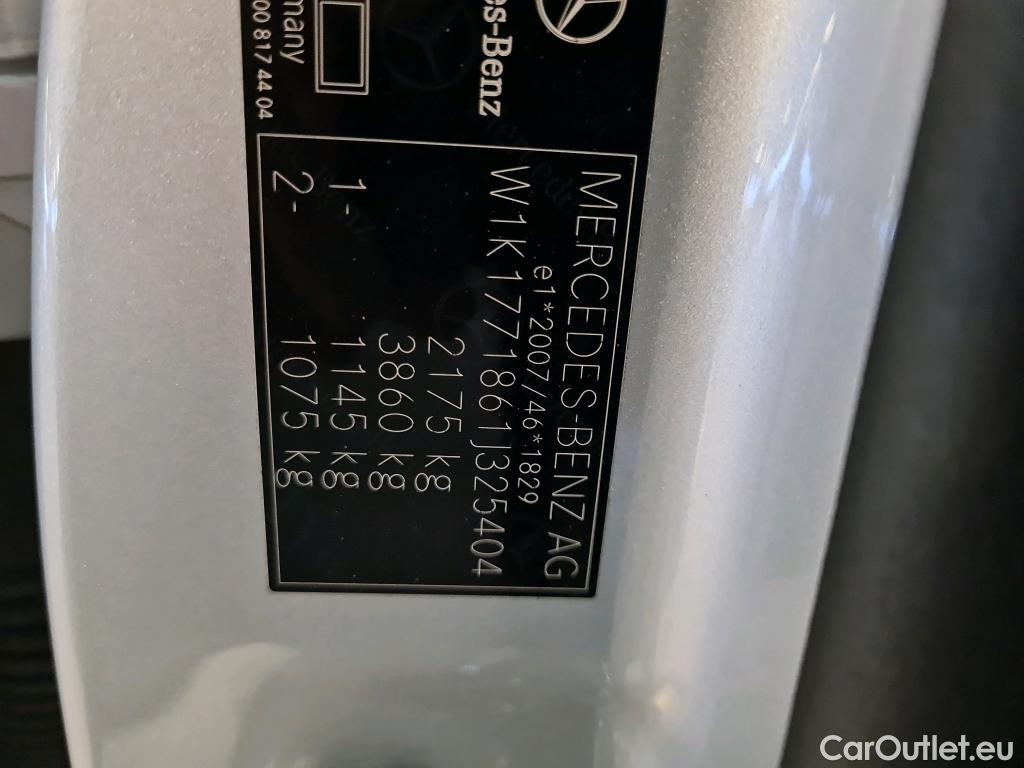 es-Benz
many
00 817 44 04
MERCEDES-BENZ AG
e1*2007/46*1829
W1K1771861J325404
2175 kg
3860 kg
1- 1145 kg
2- 1075 kg
CarOutlet.eu